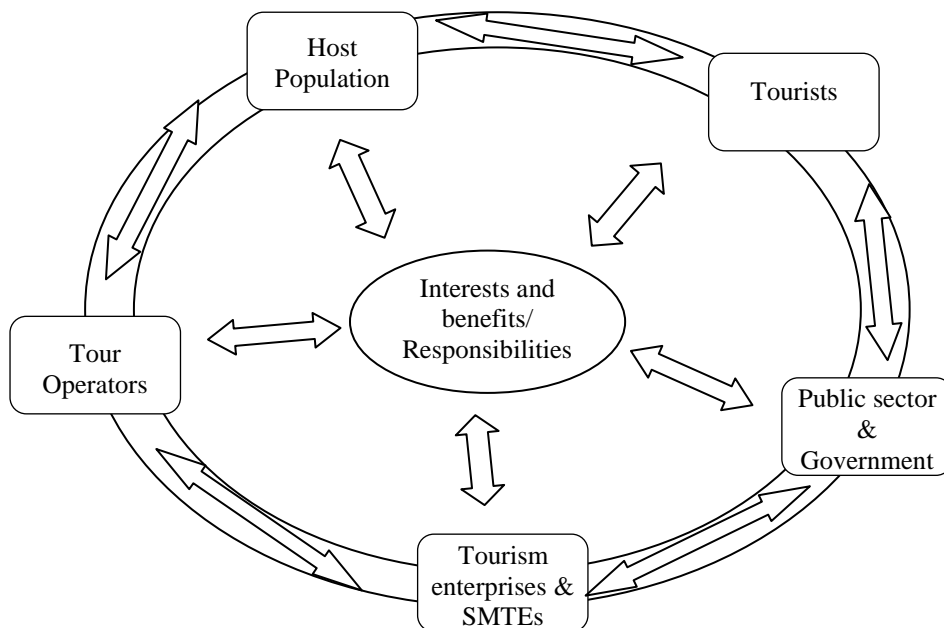 Host
Population
Tourists
Interests and
benefits/
Responsibilities
Tour
Operators
Public sector
&
Government
Tourism
enterprises &
SMTEs